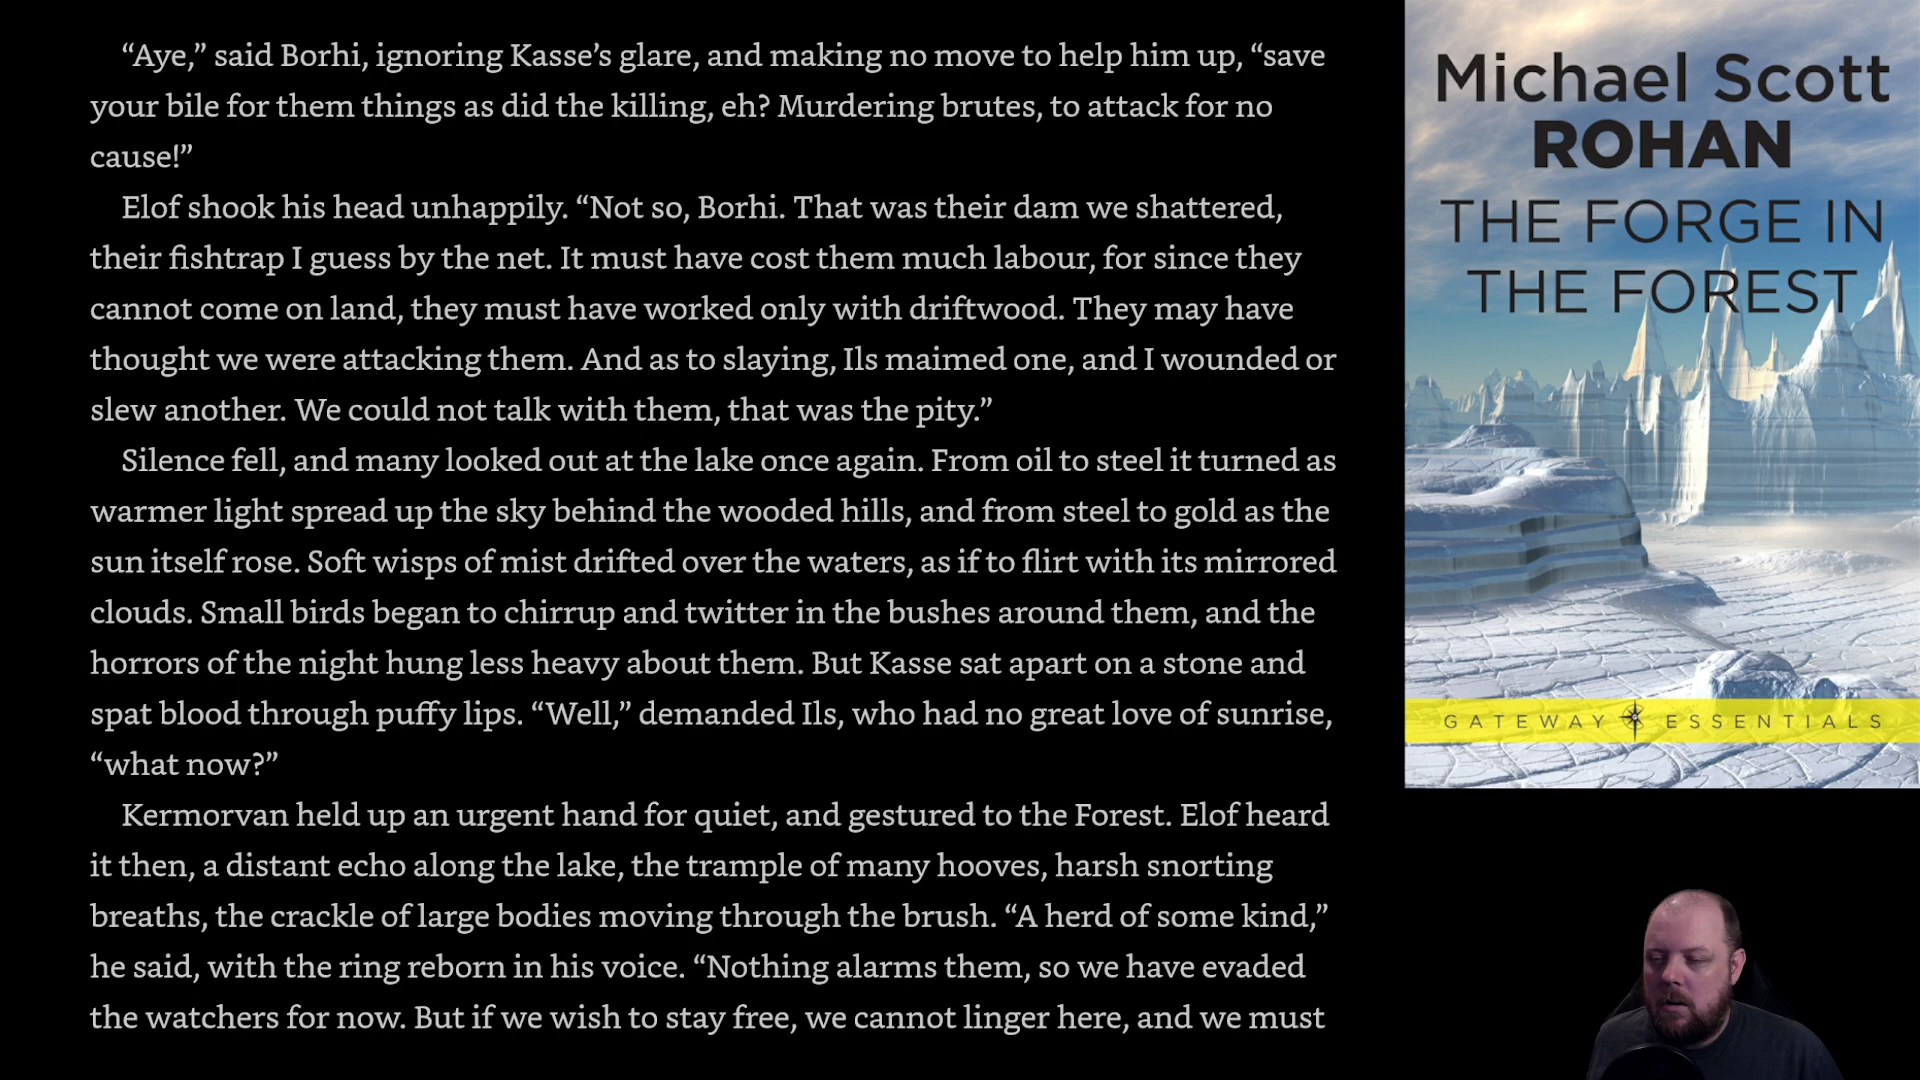 “Aye,” said Borhi, ignoring Kasse’s glare, and making no move to help him up, “save
your bile for them things as did the killing, eh? Murdering brutes, to attack for no
cause!”
Elof shook his head unhappily. “Not so, Borhi. That was their dam we shattered,
their fishtrap I guess by the net. It must have cost them much labour, for since they
cannot come on land, they must have worked only with driftwood. They may have
thought we were attacking them. And as to slaying, Ils maimed one, and I wounded or
slew another. We could not talk with them, that was the pity.”
Silence fell, and many looked out at the lake once again. From oil to steel it turned as
warmer light spread up the sky behind the wooded hills, and from steel to gold as the
sun itself rose. Soft wisps of mist drifted over the waters, as if to flirt with its mirrored
clouds. Small birds began to chirrup and twitter in the bushes around them, and the
horrors of the night hung less heavy about them. But Kasse sat apart on a stone and
spat blood through puffy lips. “Well,” demanded Ils, who had no great love of sunrise,
“what now?”
Kermorvan held up an urgent hand for quiet, and gestured to the Forest. Elof heard
it then, a distant echo along the lake, the trample of many hooves, harsh snorting
breaths, the crackle of large bodies moving through the brush. “A herd of some kind,”
he said, with the ring reborn in his voice. “Nothing alarms them, so we have evaded
the watchers for now. But if we wish to stay free, we cannot linger here, and we must
Michael Scott
ROHAN
THE FORGE IN
THE FOREST
GATEWAY ESSENTIALS